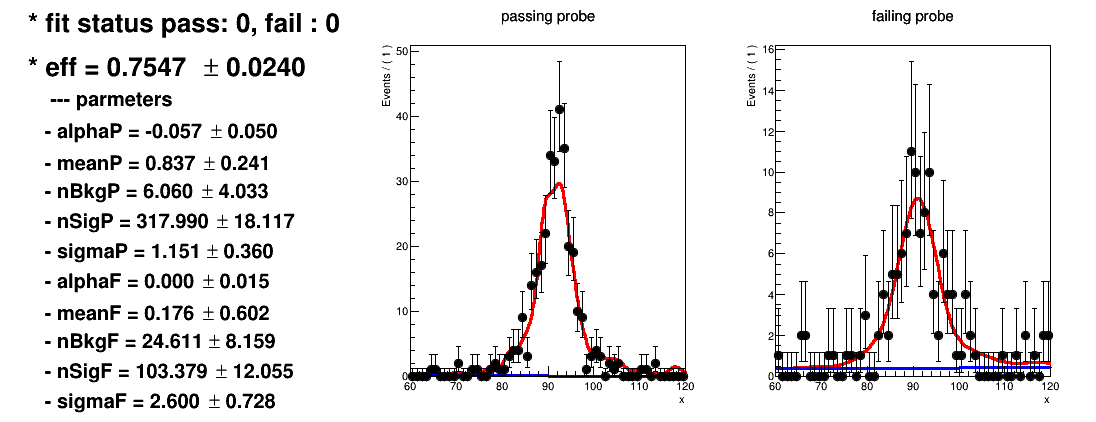 * fit status pass: 0, fail : 0
* eff = 0.7547 ± 0.0240
--- parmeters
- alphaP = -0.057 ± 0.050
- meanP = 0.837 ± 0.241
- nBkgP = 6.060 ± 4.033
- nSigP = 317.990 ± 18.117
- sigmaP = 1.151 ± 0.360
- alphaF = 0.000 ± 0.015
- meanF = 0.176 ± 0.602
- nBkgF = 24.611 ± 8.159
- nSigF = 103.379 ± 12.055
- sigmaF = 2.600 ± 0.728
passing probe
Events / ( 1 )
50
40
30
20
10
0
60 70 80 90 100 110 120
x
failing probe
Events / ( 1 )
16
14
12
10
8
6
4
2
0
60 70 80 90 100 110 120
x